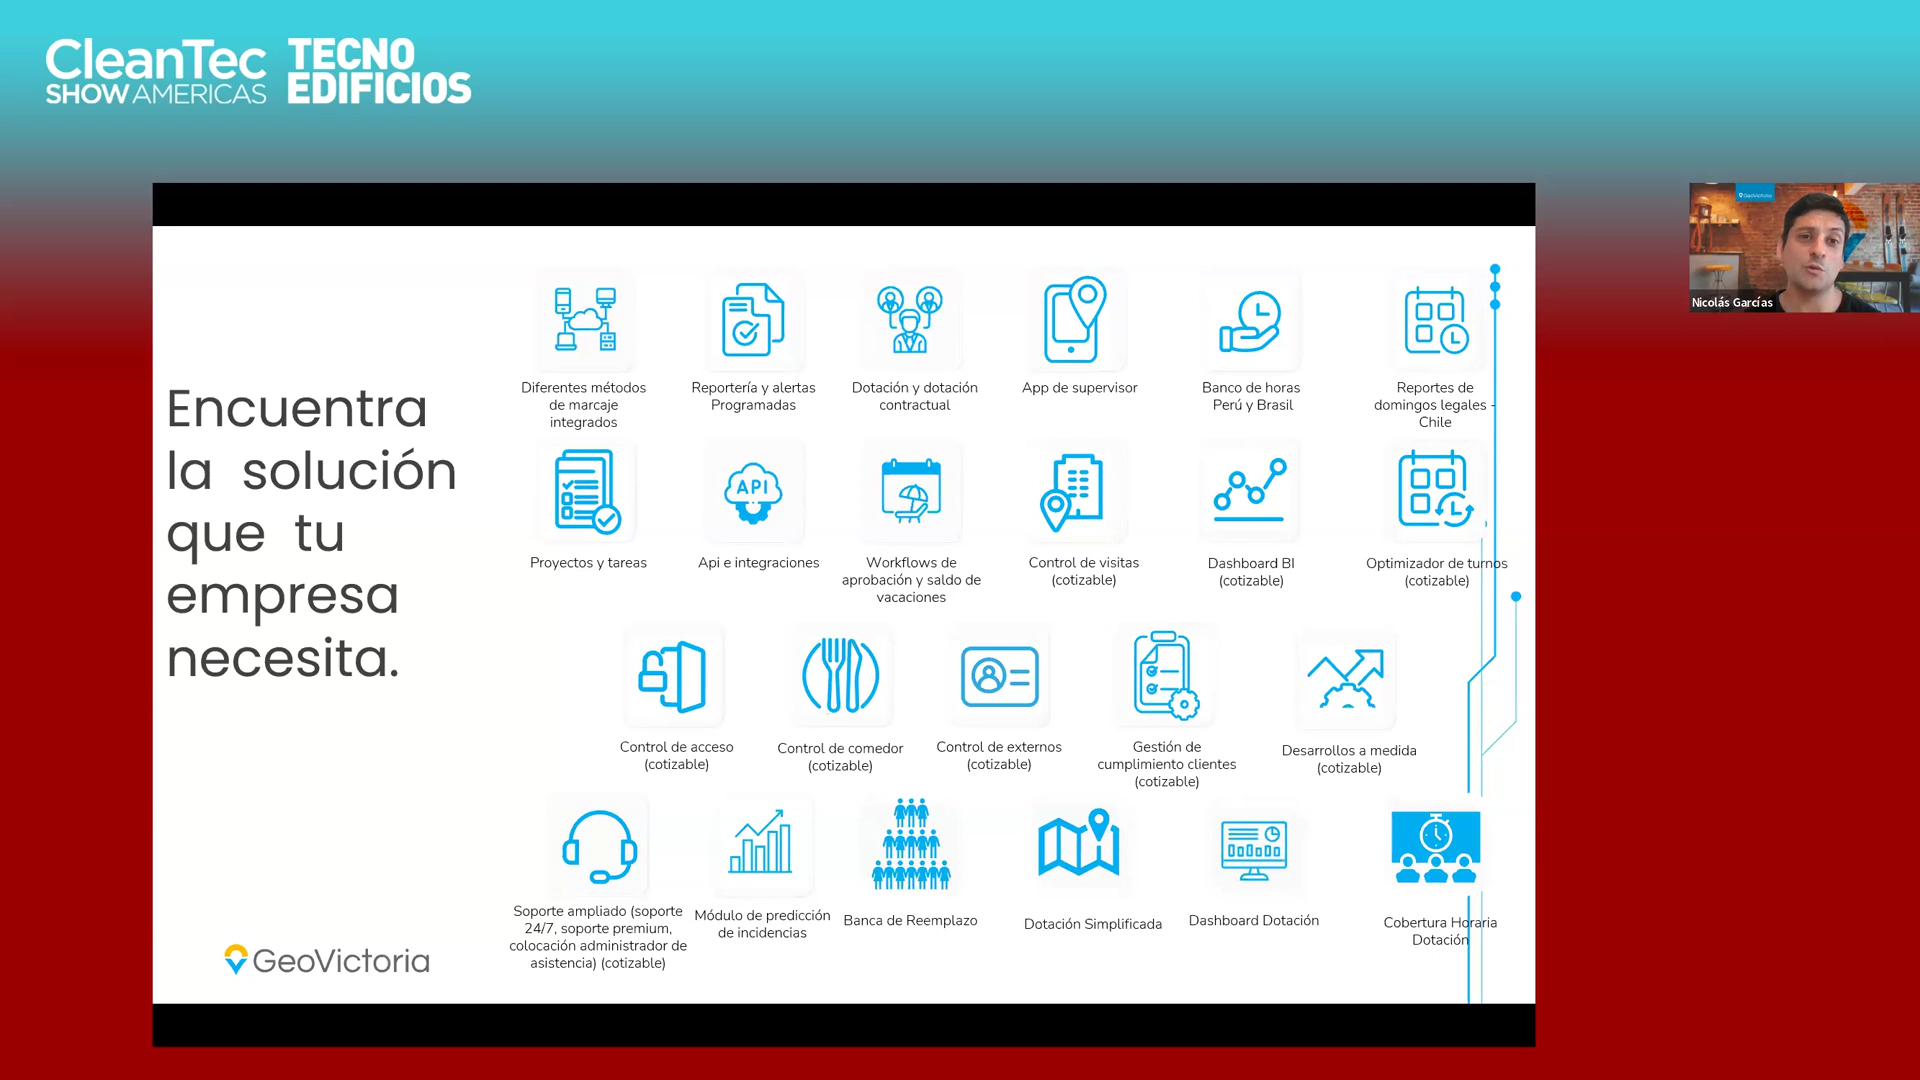 CleanTec
SHOW AMERICAS
TECNO
EDIFICIOS
GeoVictoria
Nicolás Garcías
Encuentra
la solución
que tu
empresa
necesita.
Diferentes métodos
de marcaje
integrados
Reportería y alertas
Programadas
Dotación y dotación
contractual
App de supervisor
Banco de horas
Perú y Brasil
Reportes de
domingos legales -
Chile
Proyectos y tareas
API
Api e integraciones
Workflows de
aprobación y saldo de
vacaciones
Control de visitas
(cotizable)
Dashboard BI
(cotizable)
Optimizador de turnos
(cotizable)
Control de acceso
(cotizable)
Control de comedor
(cotizable)
Control de externos
(cotizable)
Gestión de
cumplimiento clientes
(cotizable)
Desarrollos a medida
(cotizable)
Soporte ampliado (soporte
24/7, soporte premium,
colocación administrador de
asistencia) (cotizable)
Módulo de predicción
de incidencias
Banca de Reemplazo
Dotación Simplificada
Dashboard Dotación
Cobertura Horaria
Dotación
GeoVictoria